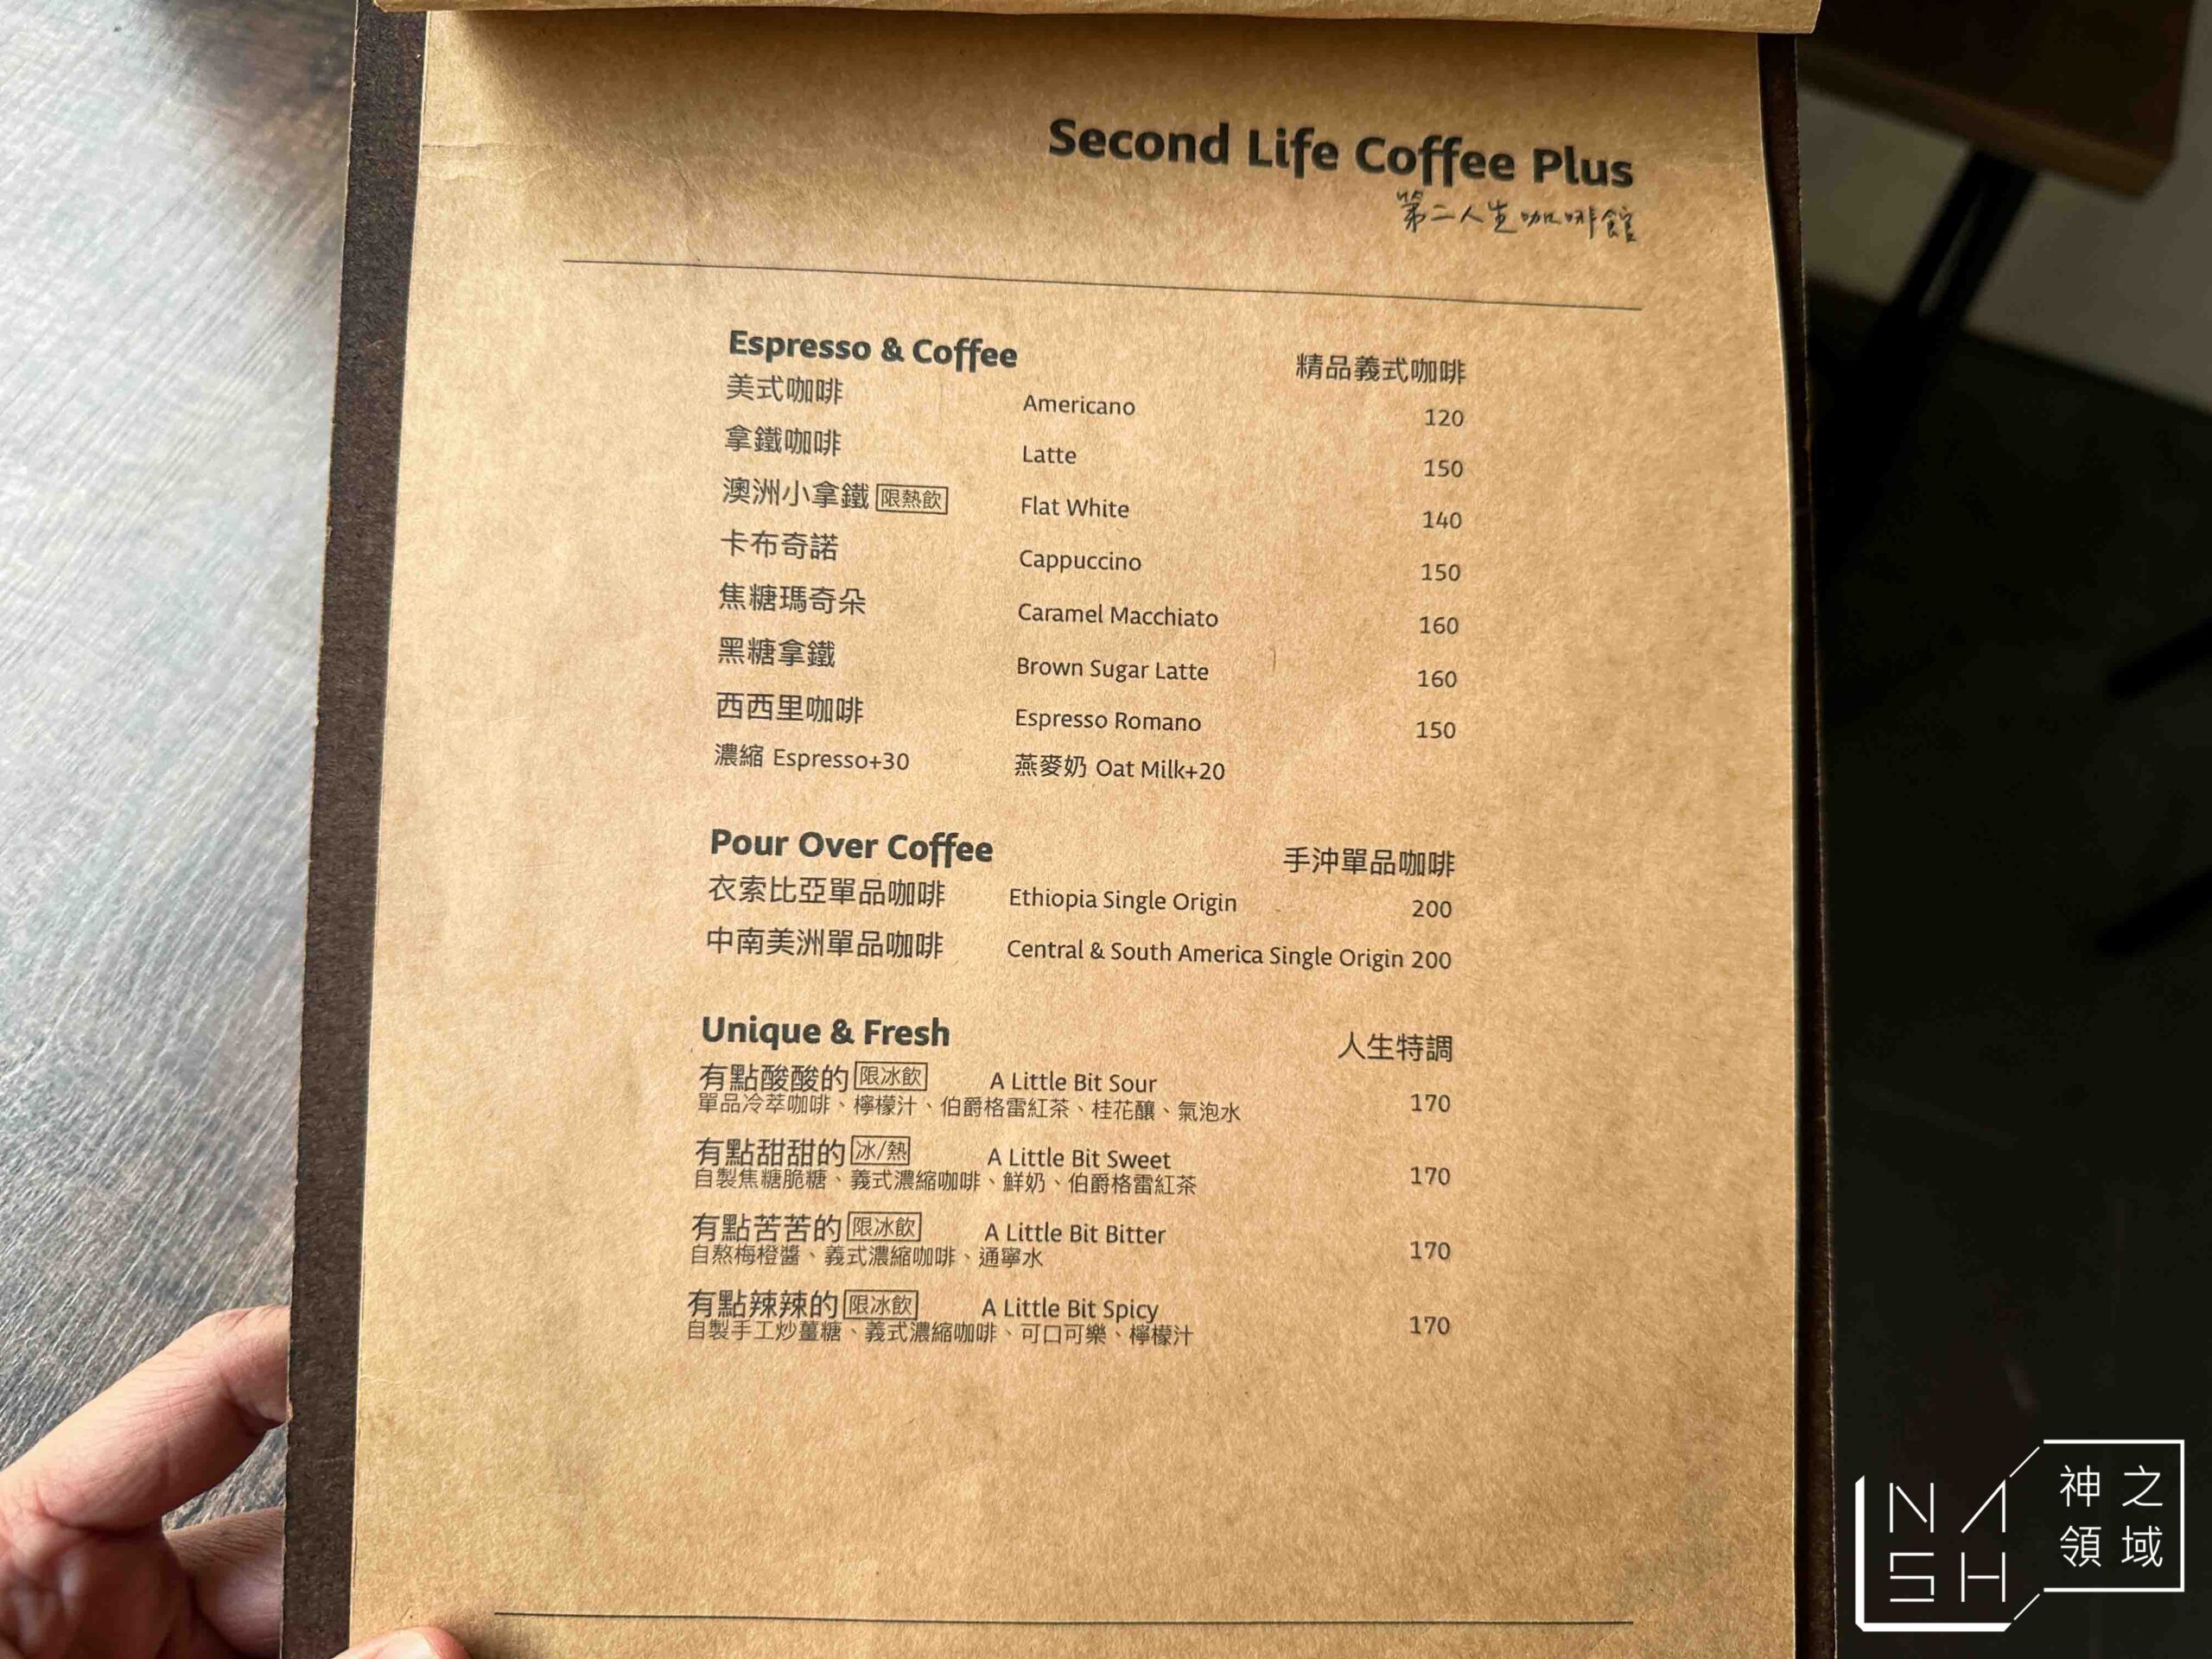 Second Life Coffee Plus
第二人生咖啡館
Espresso & Coffee 精品義式咖啡
美式咖啡 Americano 120
拿鐵咖啡 Latte 150
澳洲小拿鐵 限熱飲 Flat White 140
卡布奇諾 Cappuccino 150
焦糖瑪奇朵 Caramel Macchiato 160
黑糖拿鐵 Brown Sugar Latte 160
西西里咖啡 Espresso Romano 150
濃縮 Espresso+30 燕麥奶 Oat Milk+20
Pour Over Coffee 手沖單品咖啡
衣索比亞單品咖啡 Ethiopia Single Origin 200
中南美洲單品咖啡 Central & South America Single Origin 200
Unique & Fresh 人生特調
有點酸酸的 限冰飲 A Little Bit Sour 170
單品冷萃咖啡、檸檬汁、伯爵格雷紅茶、桂花釀、氣泡水
有點甜甜的 冰/熱 A Little Bit Sweet 170
自製焦糖脆糖、義式濃縮咖啡、鮮奶、伯爵格雷紅茶
有點苦苦的 限冰飲 A Little Bit Bitter 170
自熬梅橙醬、義式濃縮咖啡、通寧水
有點辣辣的 限冰飲 A Little Bit Spicy 170
自製手工炒薑糖、義式濃縮咖啡、可口可樂、檸檬汁
NASH
神之領域